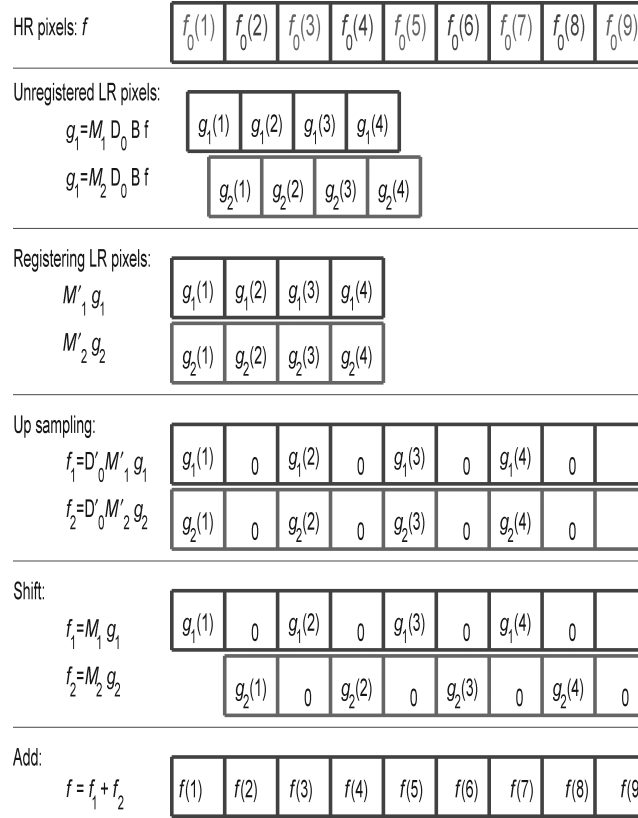 HR pixels: f
f₀(1) f₀(2) f₀(3) f₀(4) f₀(5) f₀(6) f₀(7) f₀(8) f₀(9)
Unregistered LR pixels:
g₁=M₁ D₀ B f
g₁(1) g₁(2) g₁(3) g₁(4)
g₁=M₂ D₀ B f
g₂(1) g₂(2) g₂(3) g₂(4)
Registering LR pixels:
M′₁ g₁
g₁(1) g₁(2) g₁(3) g₁(4)
M′₂ g₂
g₂(1) g₂(2) g₂(3) g₂(4)
Up sampling:
f₁=D′₀M′₁ g₁
g₁(1) 0 g₁(2) 0 g₁(3) 0 g₁(4) 0
f₂=D′₀M′₂ g₂
g₂(1) 0 g₂(2) 0 g₂(3) 0 g₂(4) 0
Shift:
f₁=M₁ g₁
g₁(1) 0 g₁(2) 0 g₁(3) 0 g₁(4) 0
f₂=M₂ g₂
g₂(1) 0 g₂(2) 0 g₂(3) 0 g₂(4) 0
Add:
f = f₁ + f₂
f(1) f(2) f(3) f(4) f(5) f(6) f(7) f(8) f(9